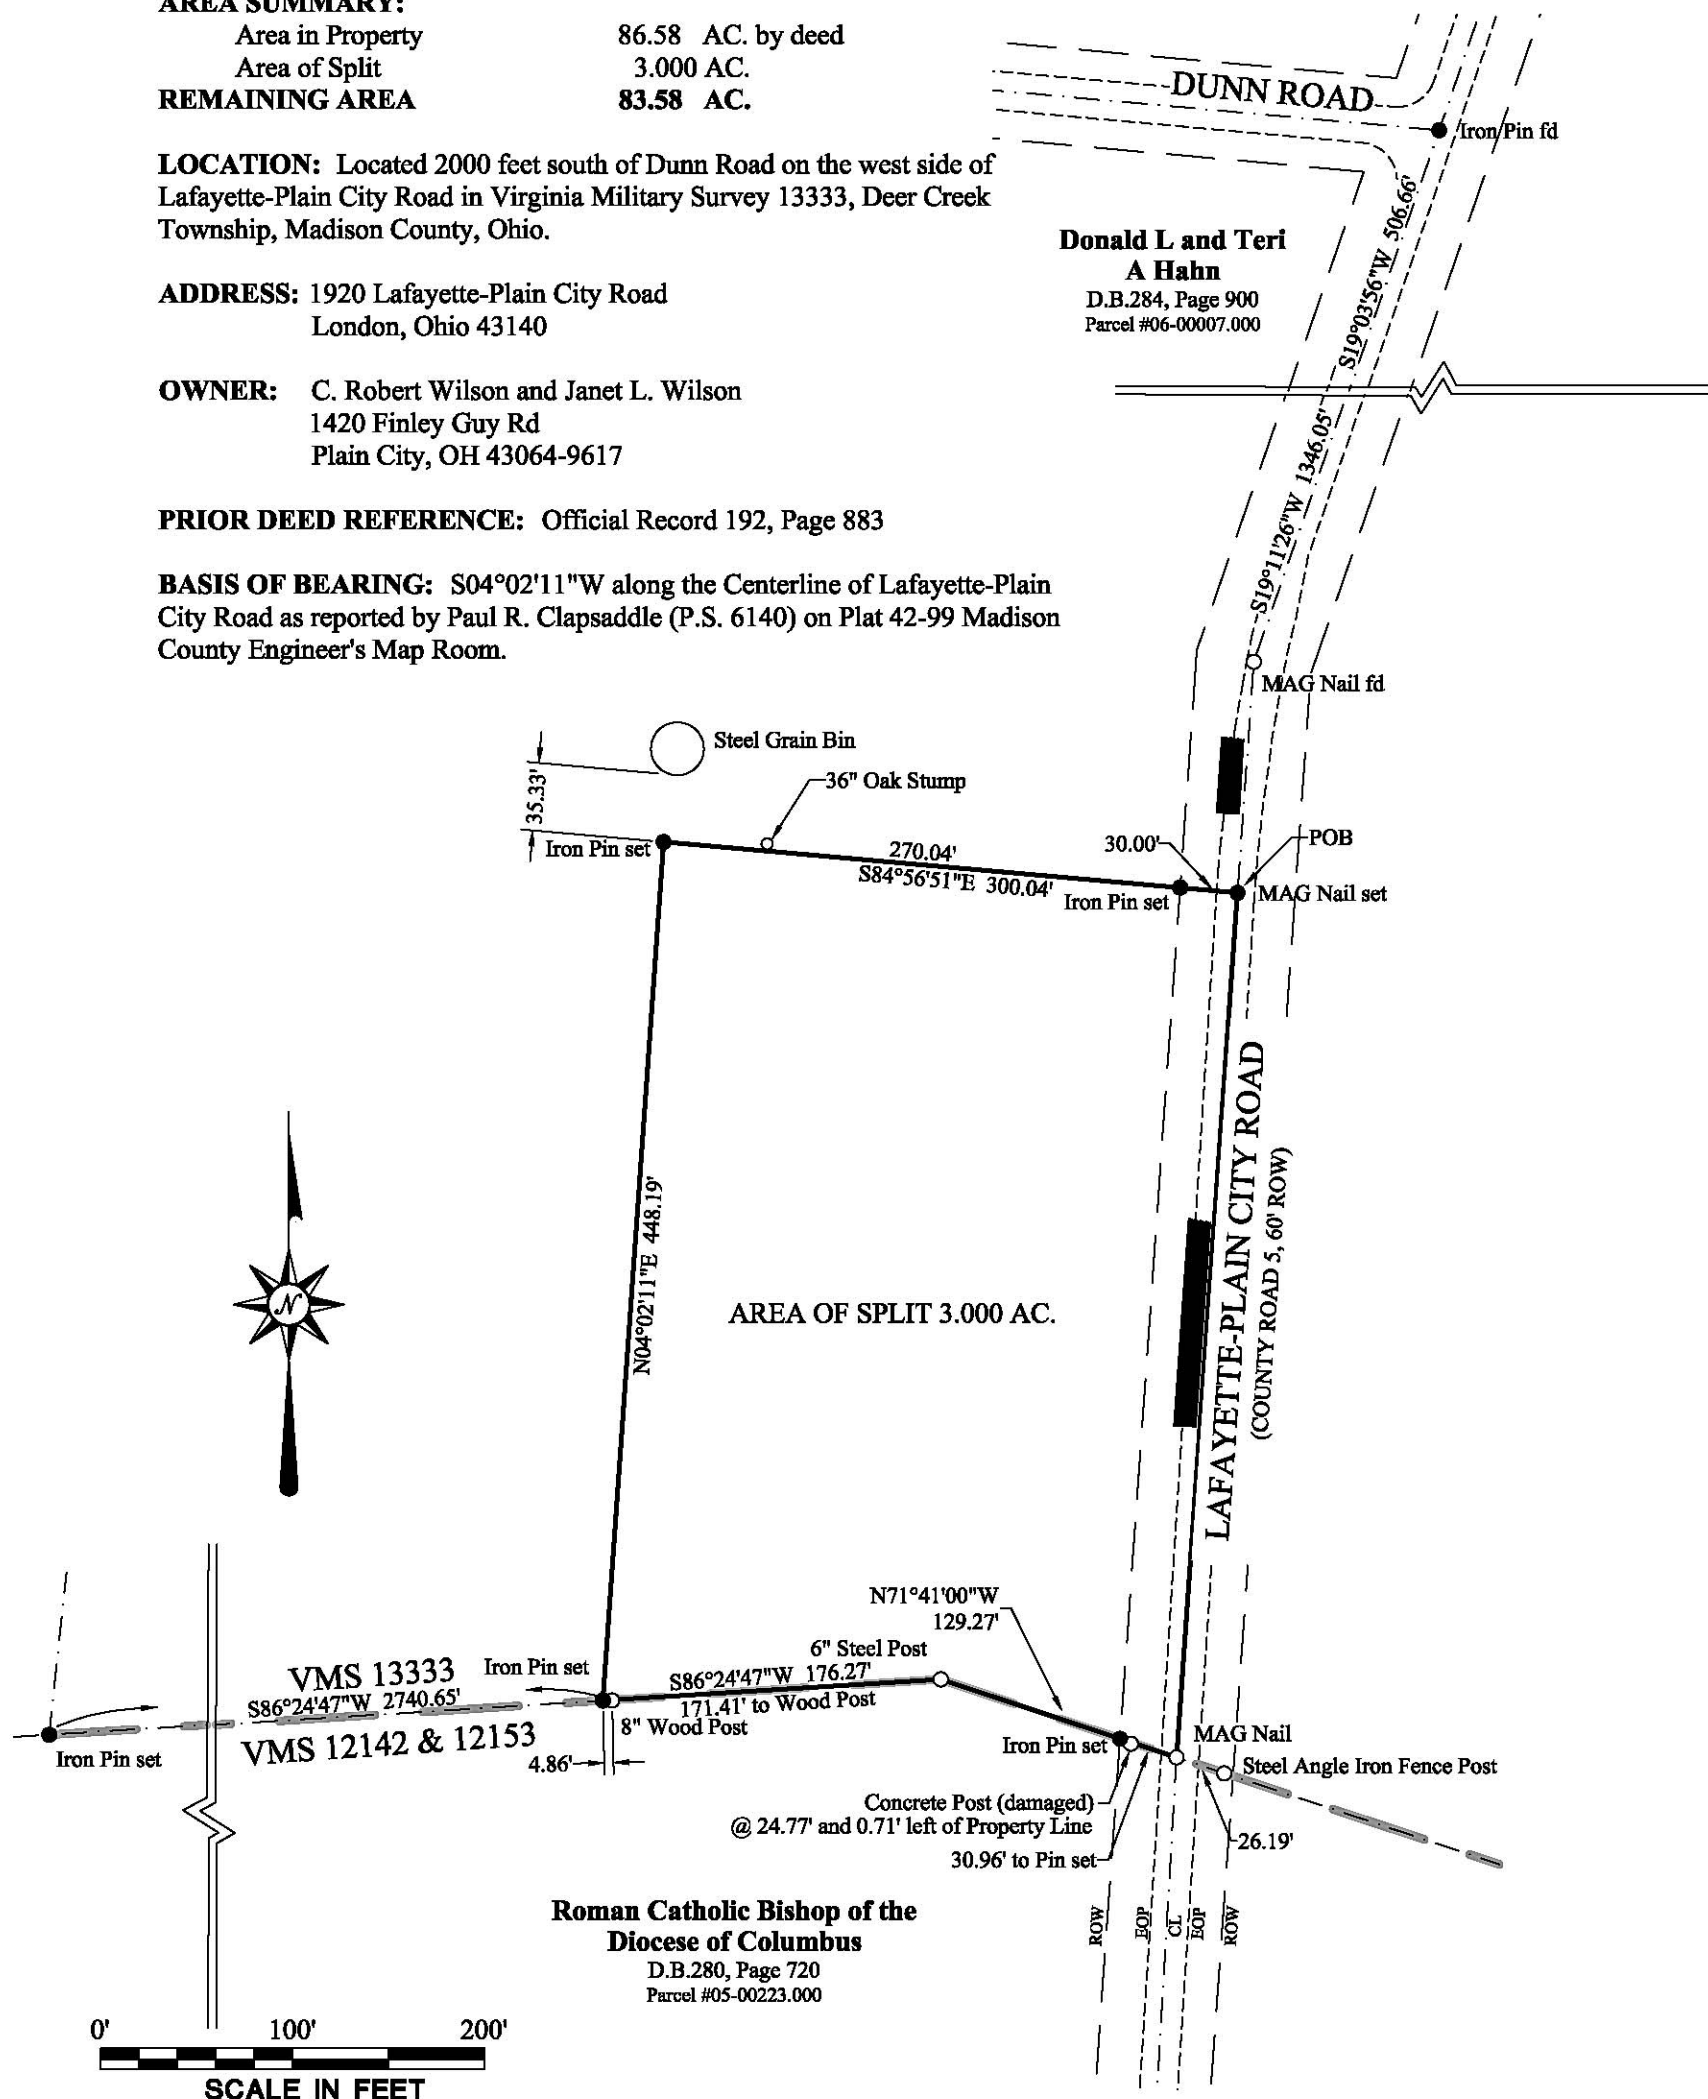 AREA SUMMARY:
Area in Property 86.58 AC. by deed
Area of Split 3.000 AC.
REMAINING AREA 83.58 AC.
LOCATION: Located 2000 feet south of Dunn Road on the west side of
Lafayette-Plain City Road in Virginia Military Survey 13333, Deer Creek
Township, Madison County, Ohio.
ADDRESS: 1920 Lafayette-Plain City Road
London, Ohio 43140
OWNER: C. Robert Wilson and Janet L. Wilson
1420 Finley Guy Rd
Plain City, OH 43064-9617
PRIOR DEED REFERENCE: Official Record 192, Page 883
BASIS OF BEARING: S04°02'11"W along the Centerline of Lafayette-Plain
City Road as reported by Paul R. Clapsaddle (P.S. 6140) on Plat 42-99 Madison
County Engineer's Map Room.
DUNN ROAD
Iron Pin fd
S19°03'56"W 506.66'
Donald L and Teri
A Hahn
D.B.284, Page 900
Parcel #06-00007.000
S19°11'26"W 1346.05'
MAG Nail fd
Steel Grain Bin
35.33'
36" Oak Stump
Iron Pin set
270.04'
S84°56'51"E 300.04'
30.00'
POB
Iron Pin set
MAG Nail set
N04°02'11"E 448.19'
LAFAYETTE-PLAIN CITY ROAD
(COUNTY ROAD 5, 60' ROW)
N
AREA OF SPLIT 3.000 AC.
N71°41'00"W
129.27'
6" Steel Post
VMS 13333
Iron Pin set
S86°24'47"W 176.27'
S86°24'47"W 2740.65'
171.41' to Wood Post
8" Wood Post
VMS 12142 & 12153
Iron Pin set
4.86'
Iron Pin set
MAG Nail
Steel Angle Iron Fence Post
Concrete Post (damaged)
@ 24.77' and 0.71' left of Property Line
26.19'
30.96' to Pin set
Roman Catholic Bishop of the
Diocese of Columbus
D.B.280, Page 720
Parcel #05-00223.000
ROW
EOP
CL
EOP
ROW
0' 100' 200'
SCALE IN FEET